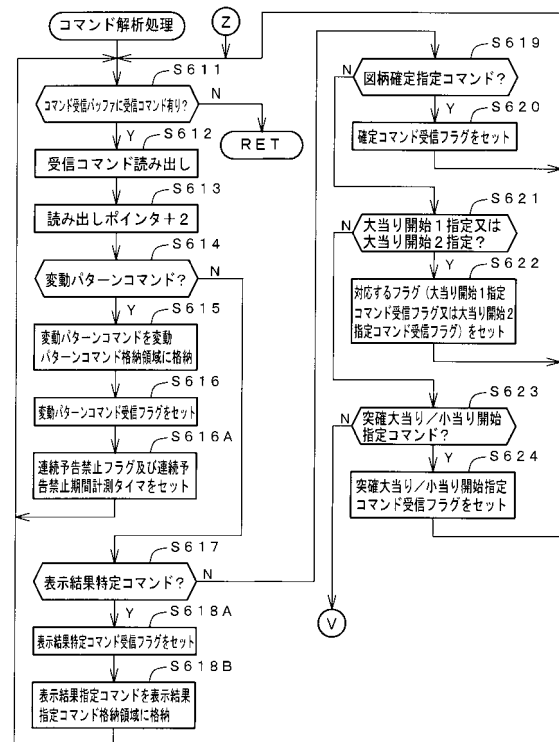 コマンド解析処理
Z
S611
コマンド受信バッファに受信コマンド有り?
N
RET
Y
S612
受信コマンド読み出し
S613
読み出しポインタ+2
S614
変動パターンコマンド?
N
Y
S615
変動パターンコマンドを変動
パターンコマンド格納領域に格納
S616
変動パターンコマンド受信フラグをセット
S616A
連続予告禁止フラグ及び連続予
告禁止期間計測タイマをセット
S617
表示結果特定コマンド?
N
Y
S618A
表示結果特定コマンド受信フラグをセット
S618B
表示結果指定コマンドを表示結果
指定コマンド格納領域に格納
S619
N
図柄確定指定コマンド?
Y
S620
確定コマンド受信フラグをセット
S621
N
大当り開始1指定又は
大当り開始2指定?
Y
S622
対応するフラグ(大当り開始1指定
コマンド受信フラグ又は大当り開始2
指定コマンド受信フラグ)をセット
S623
N
突確大当り/小当り開始
指定コマンド?
Y
S624
突確大当り/小当り開始指定
コマンド受信フラグをセット
V